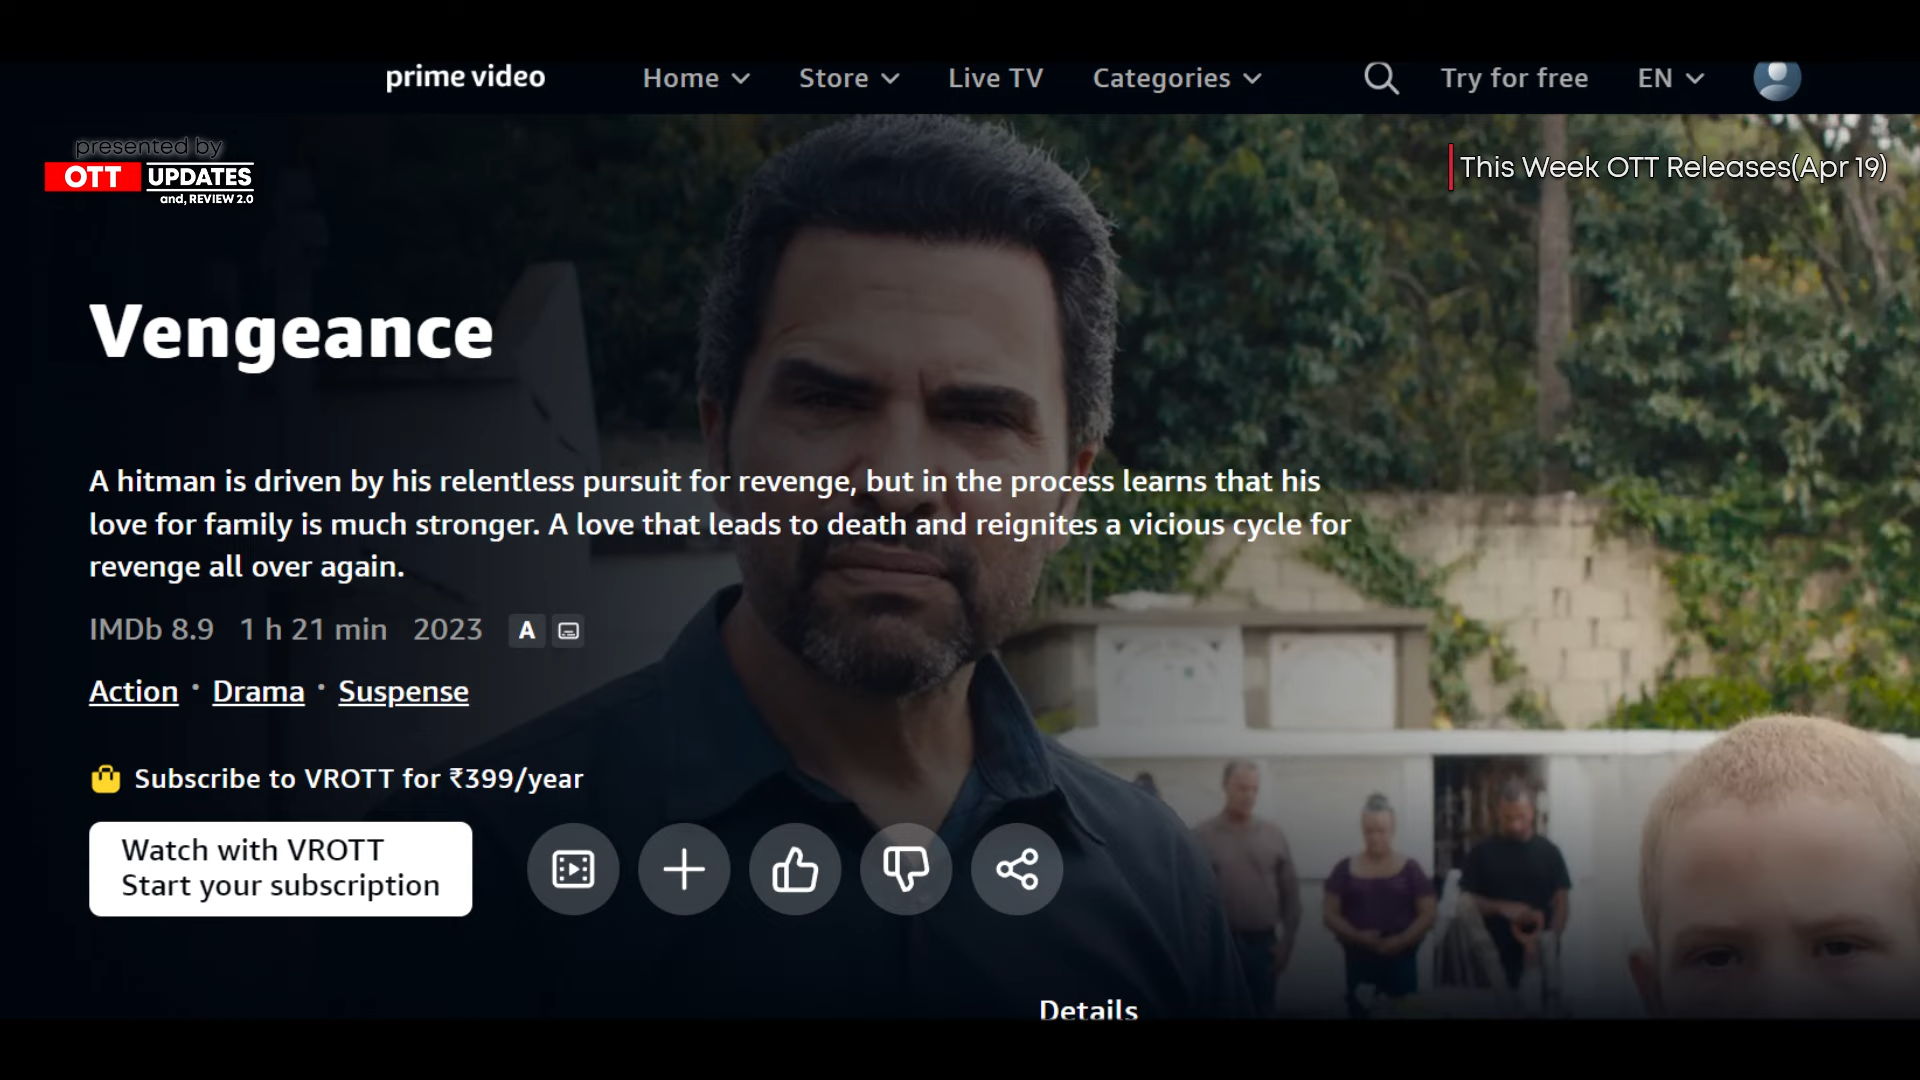 prime video
Home
Store
Live TV
Categories
Try for free
EN
presented by
OTT UPDATES
and, REVIEW 2.0
This Week OTT Releases(Apr 19)
Vengeance
A hitman is driven by his relentless pursuit for revenge, but in the process learns that his
love for family is much stronger. A love that leads to death and reignites a vicious cycle for
revenge all over again.
IMDb 8.9 1 h 21 min 2023 A
Action · Drama · Suspense
Subscribe to VROTT for ₹399/year
Watch with VROTT
Start your subscription
Details